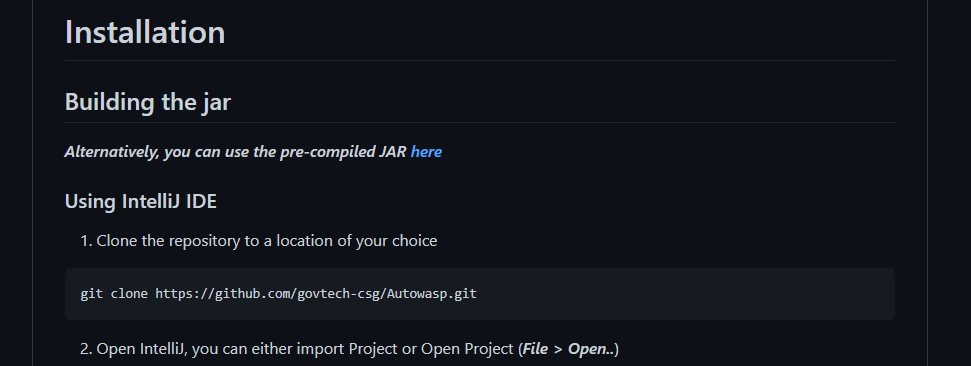 Installation
Building the jar
Alternatively, you can use the pre-compiled JAR here
Using IntelliJ IDE
1. Clone the repository to a location of your choice
git clone https://github.com/govtech-csg/Autowasp.git
2. Open IntelliJ, you can either import Project or Open Project (File > Open..)